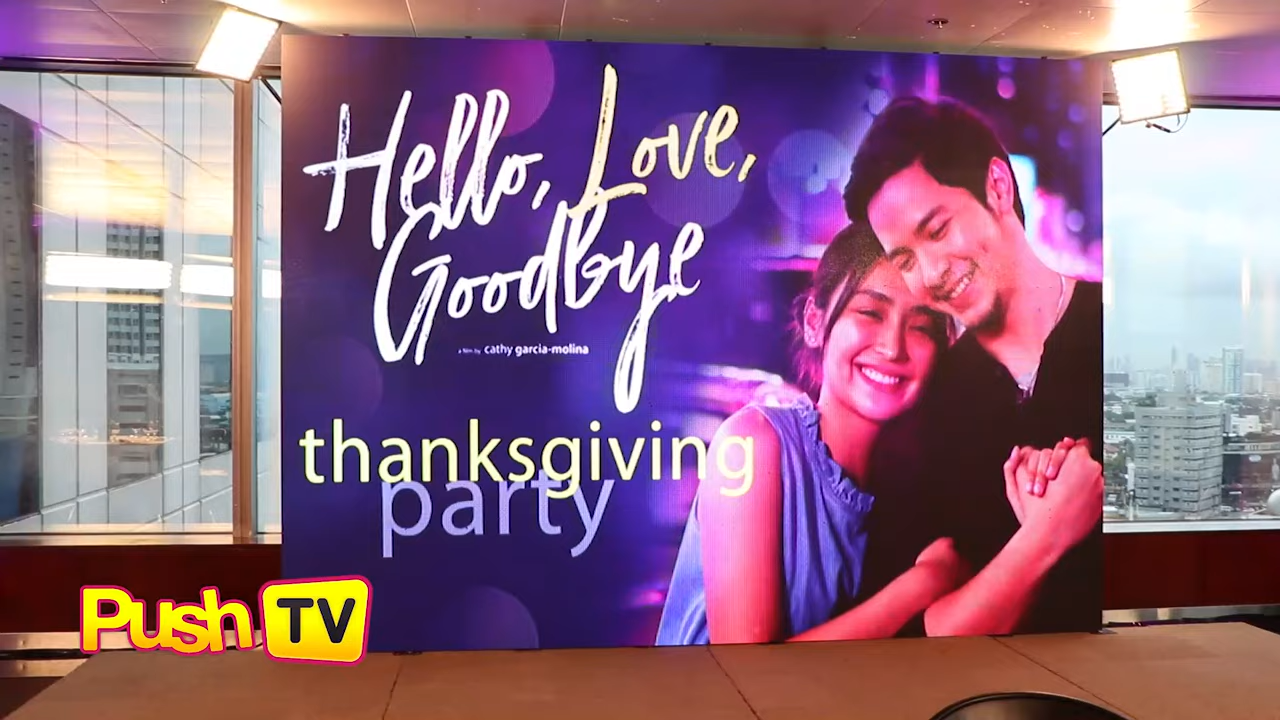 Hello, Love,
Goodbye
a film by cathy garcia-molina
thanksgiving
party
Push TV